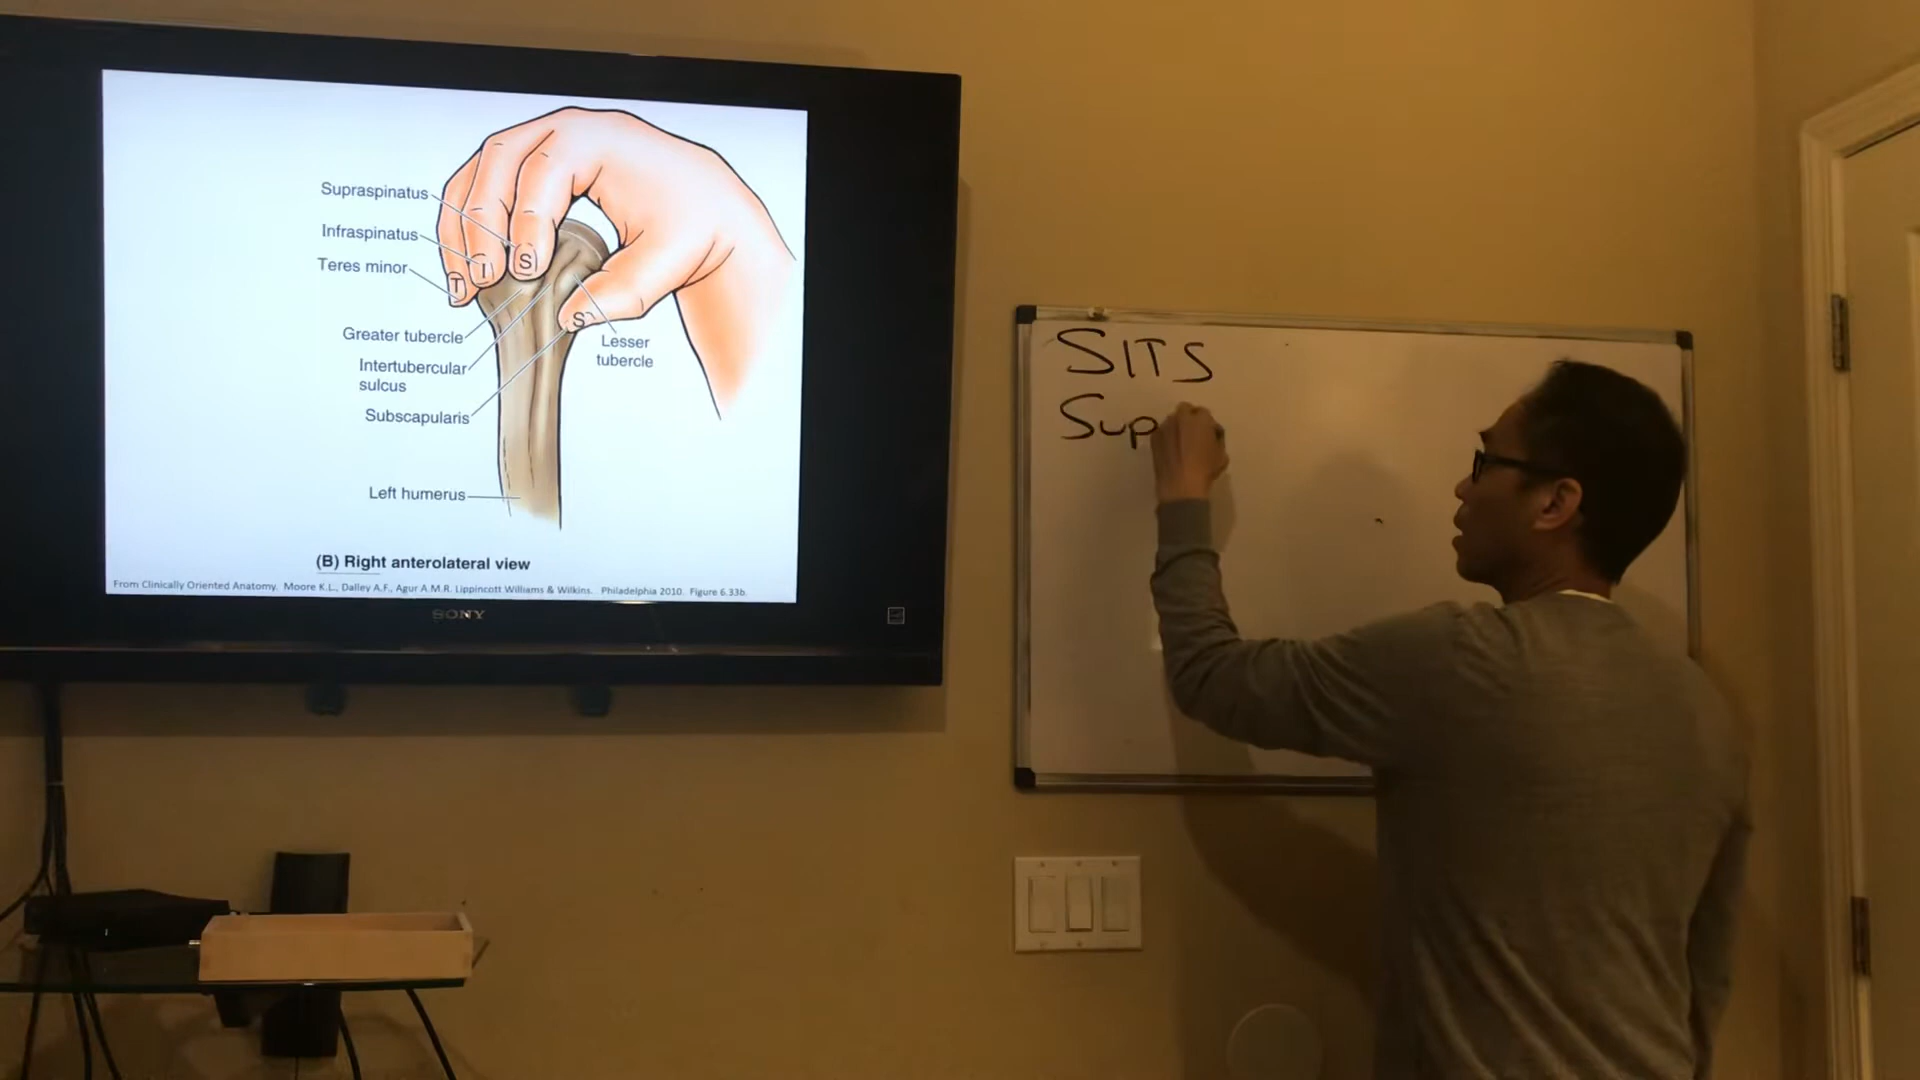 Supraspinatus
Infraspinatus
Teres minor
T
I
S
S
Greater tubercle
Intertubercular
sulcus
Subscapularis
Lesser
tubercle
Left humerus
(B) Right anterolateral view
From Clinically Oriented Anatomy. Moore K.L., Dalley A.F., Agur A.M.R. Lippincott Williams & Wilkins. Philadelphia 2010. Figure 6.33b.
SONY
SITS
Sup